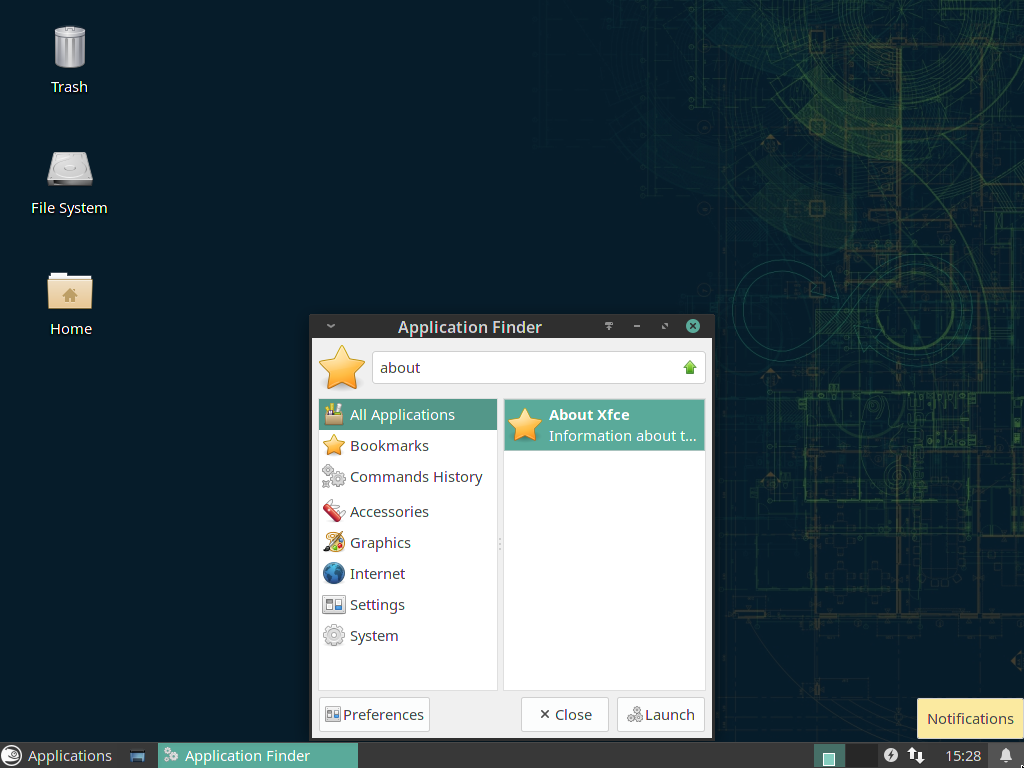 Trash
File System
Home
Application Finder
about
All Applications
Bookmarks
Commands History
Accessories
Graphics
Internet
Settings
System
About Xfce
Information about t...
Preferences
Close
Launch
Notifications
Applications
Application Finder
15:28